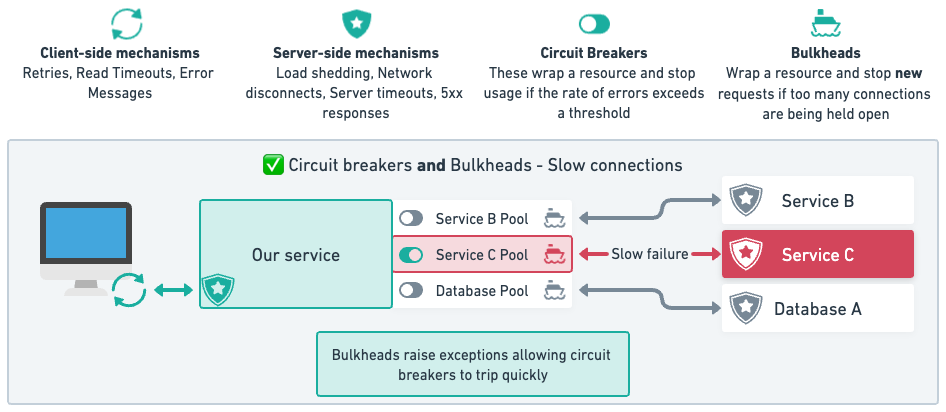 Client-side mechanisms
Retries, Read Timeouts, Error
Messages
Server-side mechanisms
Load shedding, Network
disconnects, Server timeouts, 5xx
responses
Circuit Breakers
These wrap a resource and stop
usage if the rate of errors exceeds
a threshold
Bulkheads
Wrap a resource and stop new
requests if too many connections
are being held open
✅ Circuit breakers and Bulkheads - Slow connections
Our service
Service B Pool
Service C Pool
Database Pool
Slow failure
Service B
Service C
Database A
Bulkheads raise exceptions allowing circuit
breakers to trip quickly